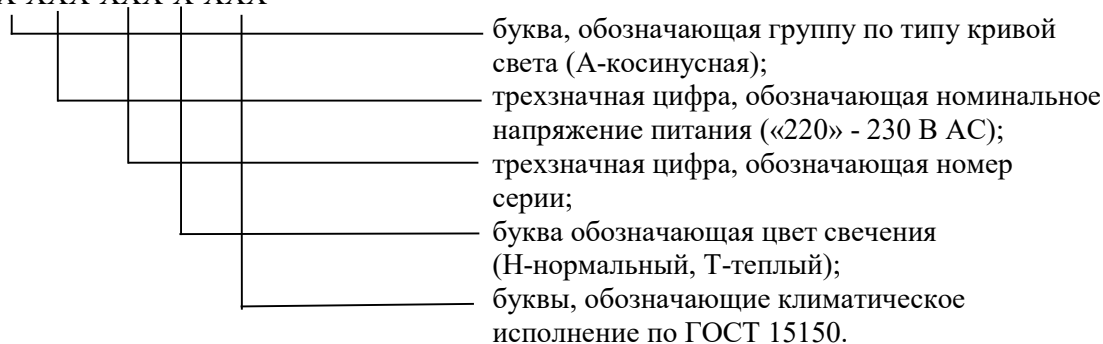 буква, обозначающая группу по типу кривой
света (А-косинусная);
трехзначная цифра, обозначающая номинальное
напряжение питания («220» - 230 В АС);
трехзначная цифра, обозначающая номер
серии;
буква обозначающая цвет свечения
(Н-нормальный, Т-теплый);
буквы, обозначающие климатическое
исполнение по ГОСТ 15150.